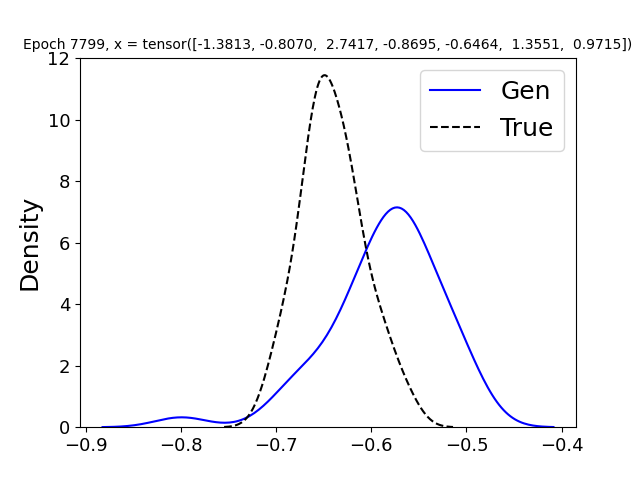 Epoch 7799, x = tensor([-1.3813, -0.8070,  2.7417, -0.8695, -0.6464,  1.3551,  0.9715])
12
10
8
6
4
2
0
Density
Gen
True
−0.9 −0.8 −0.7 −0.6 −0.5 −0.4